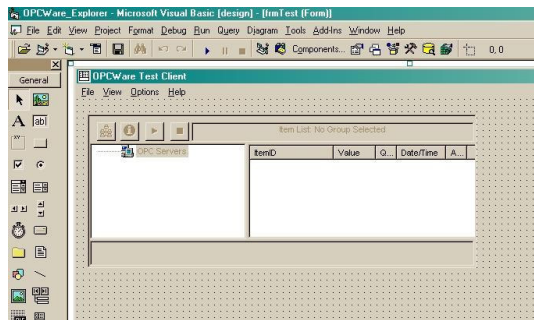 OPCWare_Explorer - Microsoft Visual Basic [design] - [frmTest (Form)]
File Edit View Project Format Debug Run Query Diagram Tools Add-Ins Window Help
Components... 0, 0
General
OPCWare Test Client
File View Options Help
A ab
Item List: No Group Selected
OPC Servers
ItemID Value Q... Date/Time A...